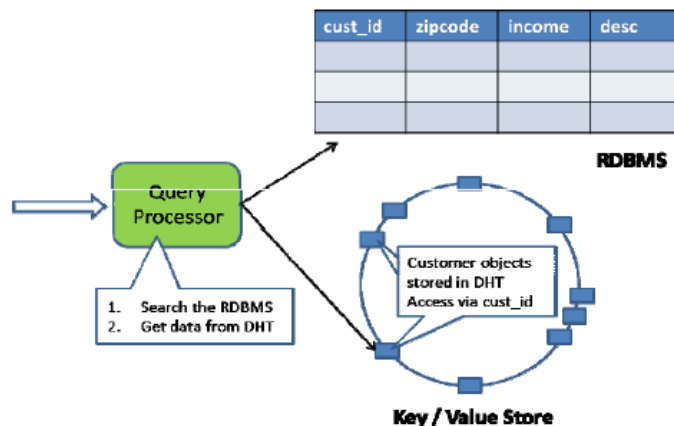 cust_id zipcode income desc
RDBMS
Query
Processor
1. Search the RDBMS
2. Get data from DHT
Customer objects
stored in DHT
Access via cust_id
Key / Value Store